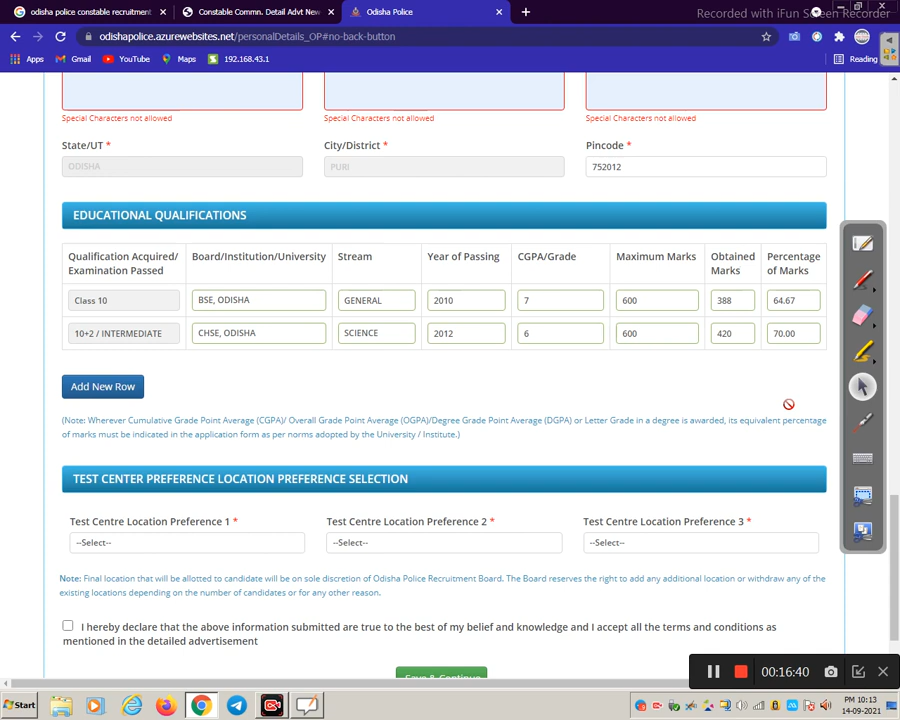 odisha police constable recruitment
Constable Commn. Detail Advt New
Odisha Police
Recorded with iFun Screen Recorder
odishapolice.azurewebsites.net/personalDetails_OP#no-back-button
Apps Gmail YouTube Maps 192.168.43.1 Reading
Special Characters not allowed Special Characters not allowed Special Characters not allowed
State/UT * City/District * Pincode *
ODISHA PURI 752012
EDUCATIONAL QUALIFICATIONS
Qualification Acquired/ Board/Institution/University Stream Year of Passing CGPA/Grade Maximum Marks Obtained Percentage
Examination Passed Marks of Marks
Class 10 BSE, ODISHA GENERAL 2010 7 600 388 64.67
10+2 / INTERMEDIATE CHSE, ODISHA SCIENCE 2012 6 600 420 70.00
Add New Row
(Note: Wherever Cumulative Grade Point Average (CGPA)/ Overall Grade Point Average (OGPA)/Degree Grade Point Average (DGPA) or Letter Grade in a degree is awarded, its equivalent percentage
of marks must be indicated in the application form as per norms adopted by the University / Institute.)
TEST CENTER PREFERENCE LOCATION PREFERENCE SELECTION
Test Centre Location Preference 1 * Test Centre Location Preference 2 * Test Centre Location Preference 3 *
--Select-- --Select-- --Select--
Note: Final location that will be allotted to candidate will be on sole discretion of Odisha Police Recruitment Board. The Board reserves the right to add any additional location or withdraw any of the
existing locations depending on the number of candidates or for any other reason.
I hereby declare that the above information submitted are true to the best of my belief and knowledge and I accept all the terms and conditions as
mentioned in the detailed advertisement
Save & Continue
00:16:40
Start
PM 10:13
14-09-2021